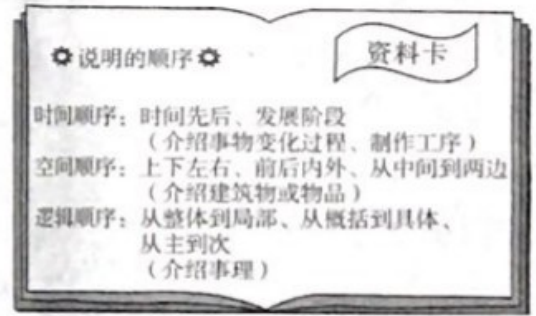 ✪说明的顺序✪
资料卡
时间顺序：时间先后、发展阶段
（介绍事物变化过程、制作工序）
空间顺序：上下左右、前后内外、从中间到两边
（介绍建筑物或物品）
逻辑顺序：从整体到局部、从概括到具体、
从主到次
（介绍事理）